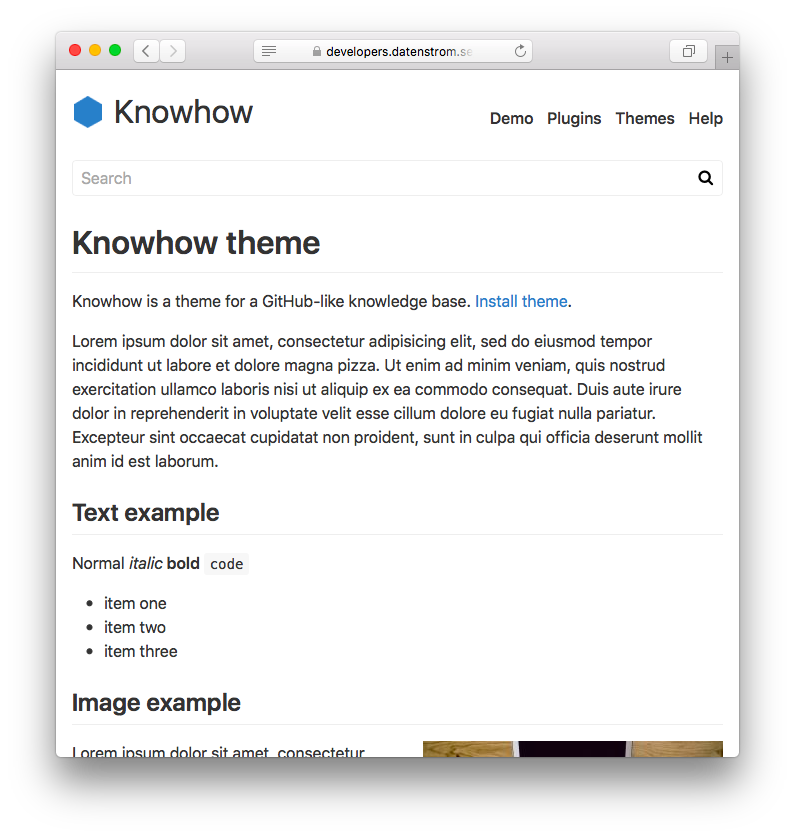 developers.datenstrom.se
Knowhow
Demo Plugins Themes Help
Search
Knowhow theme
Knowhow is a theme for a GitHub-like knowledge base. Install theme.
Lorem ipsum dolor sit amet, consectetur adipisicing elit, sed do eiusmod tempor
incididunt ut labore et dolore magna pizza. Ut enim ad minim veniam, quis nostrud
exercitation ullamco laboris nisi ut aliquip ex ea commodo consequat. Duis aute irure
dolor in reprehenderit in voluptate velit esse cillum dolore eu fugiat nulla pariatur.
Excepteur sint occaecat cupidatat non proident, sunt in culpa qui officia deserunt mollit
anim id est laborum.
Text example
Normal italic bold code
• item one
• item two
• item three
Image example
Lorem ipsum dolor sit amet, consectetur